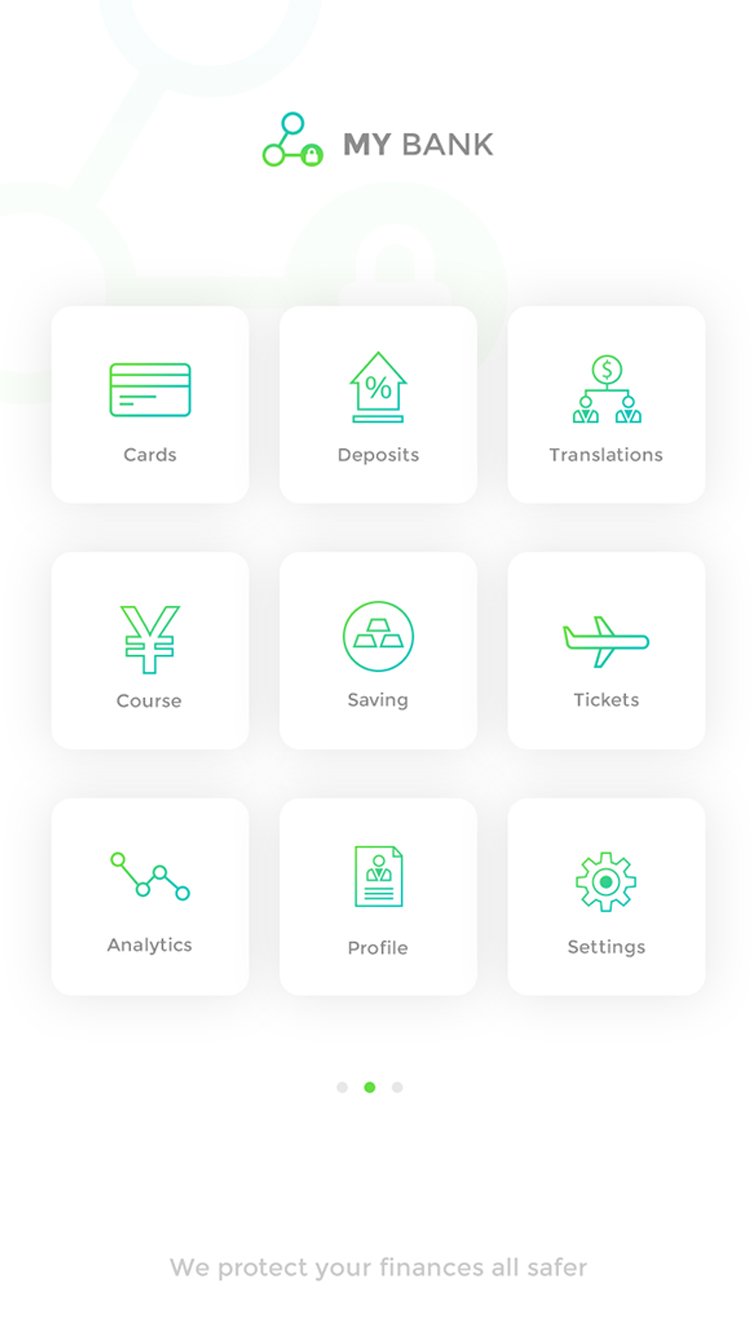 MY BANK
Cards
Deposits
Translations
Course
Saving
Tickets
Analytics
Profile
Settings
We protect your finances all safer